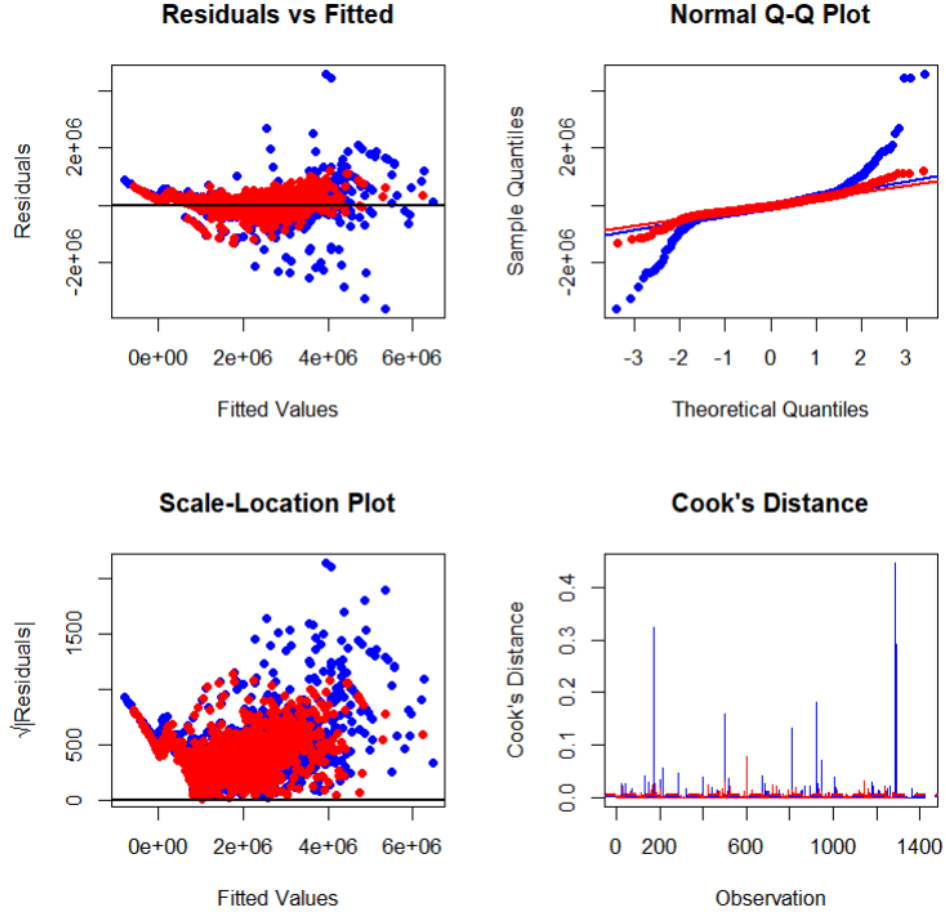 Residuals vs Fitted
Residuals
2e+06
-2e+06
0e+00 2e+06 4e+06 6e+06
Fitted Values
Normal Q-Q Plot
Sample Quantiles
2e+06
-2e+06
-3 -2 -1 0 1 2 3
Theoretical Quantiles
Scale-Location Plot
√|Residuals|
1500
500
0
0e+00 2e+06 4e+06 6e+06
Fitted Values
Cook's Distance
Cook's Distance
0.4
0.3
0.2
0.1
0.0
0 200 600 1000 1400
Observation